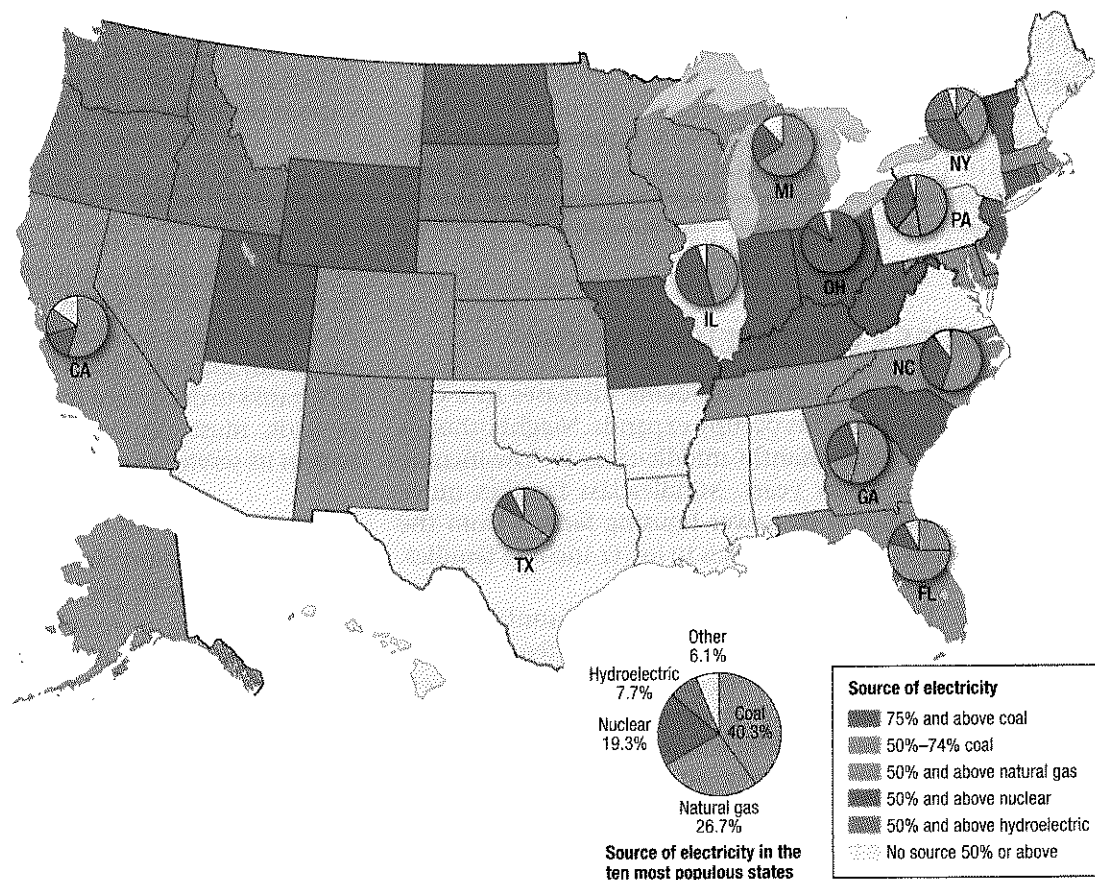 NY
MI
PA
OH
IL
CA
NC
GA
TX
FL
Other
6.1%
Hydroelectric
7.7%
Coal
40.3%
Nuclear
19.3%
Natural gas
26.7%
Source of electricity in the
ten most populous states
Source of electricity
75% and above coal
50%–74% coal
50% and above natural gas
50% and above nuclear
50% and above hydroelectric
No source 50% or above